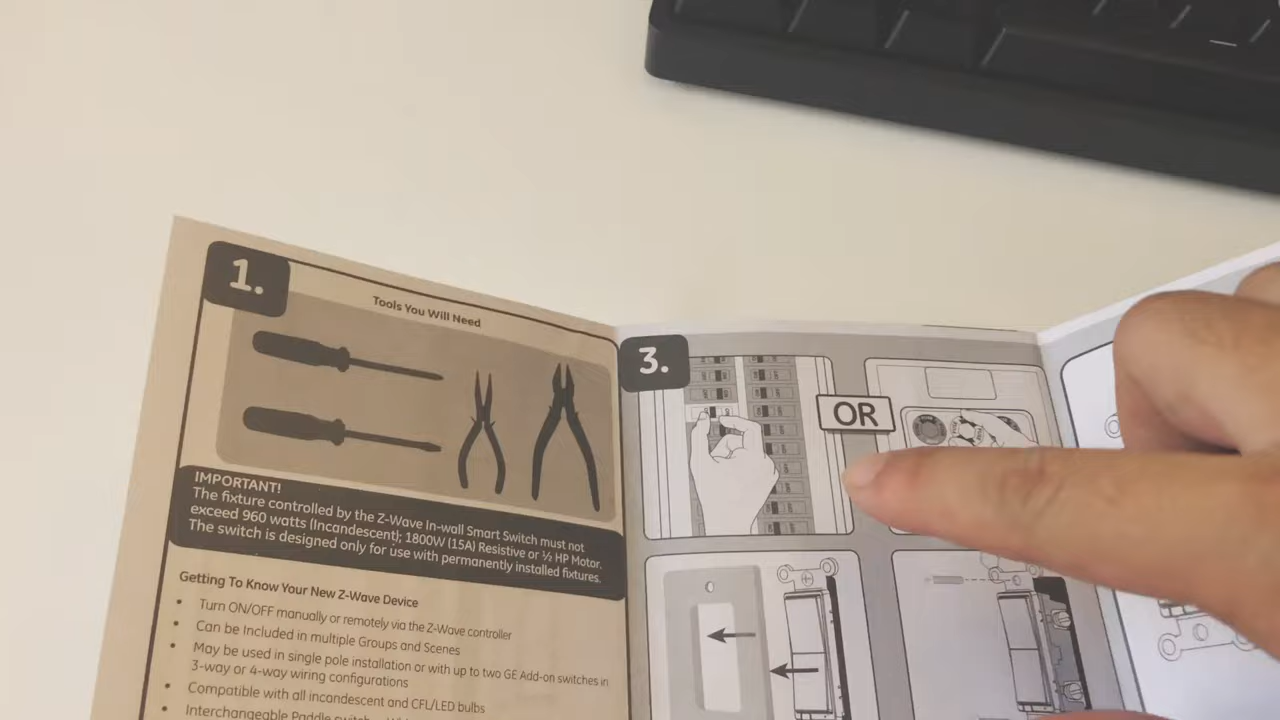 1.
Tools You Will Need
IMPORTANT!
The fixture controlled by the Z-Wave In-wall Smart Switch must not
exceed 960 watts (Incandescent); 1800W (15A) Resistive or ½ HP Motor.
The switch is designed only for use with permanently installed fixtures.
Getting To Know Your New Z-Wave Device
• Turn ON/OFF manually or remotely via the Z-Wave controller
• Can be Included in multiple Groups and Scenes
• May be used in single pole installation or with up to two GE Add-on switches in
3-way or 4-way wiring configurations
• Compatible with all incandescent and CFL/LED bulbs
• Interchangeable Paddle
3.
OR